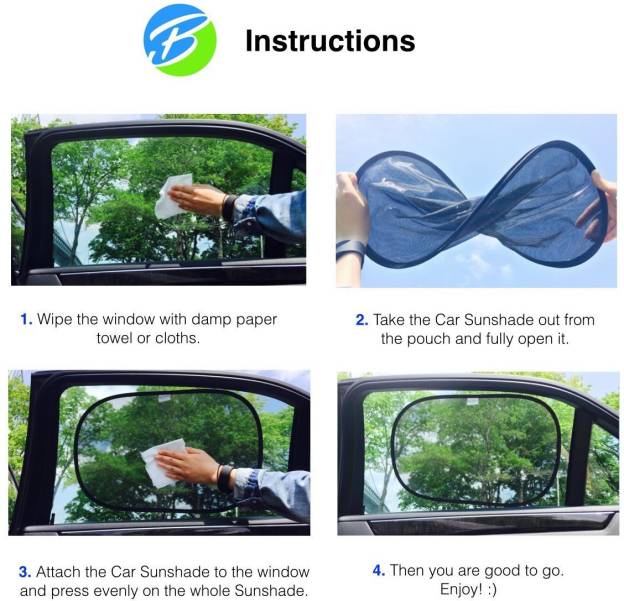 B
Instructions
1. Wipe the window with damp paper
towel or cloths.
2. Take the Car Sunshade out from
the pouch and fully open it.
3. Attach the Car Sunshade to the window
and press evenly on the whole Sunshade.
4. Then you are good to go.
Enjoy! :)